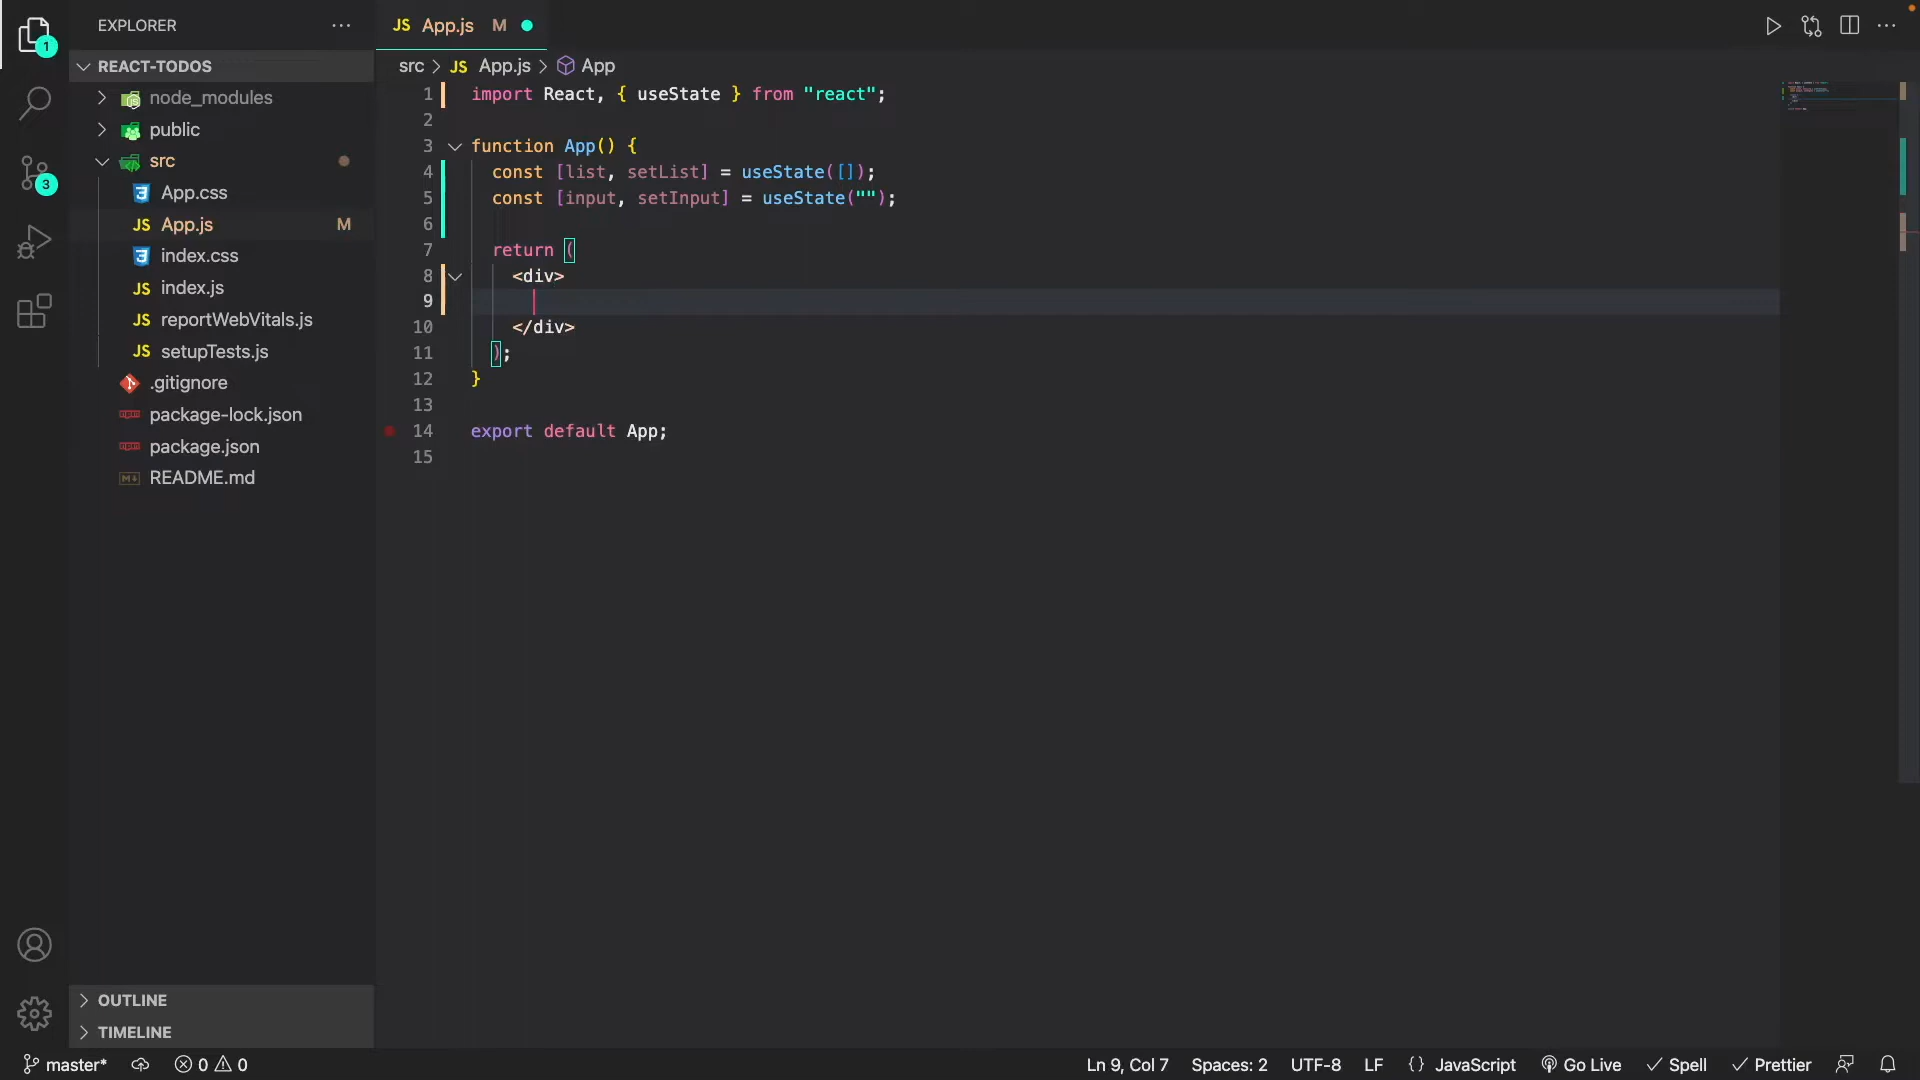 EXPLORER
JS App.js M
REACT-TODOS
src > JS App.js > App
node_modules
public
src
App.css
JS App.js M
index.css
JS index.js
JS reportWebVitals.js
JS setupTests.js
.gitignore
package-lock.json
package.json
README.md
1
3
1 import React, { useState } from "react";
2
3 function App() {
4 const [list, setList] = useState([]);
5 const [input, setInput] = useState("");
6
7 return (
8 <div>
9
10 </div>
11 );
12 }
13
14 export default App;
15
OUTLINE
TIMELINE
master* 0 0 Ln 9, Col 7 Spaces: 2 UTF-8 LF {} JavaScript Go Live Spell Prettier